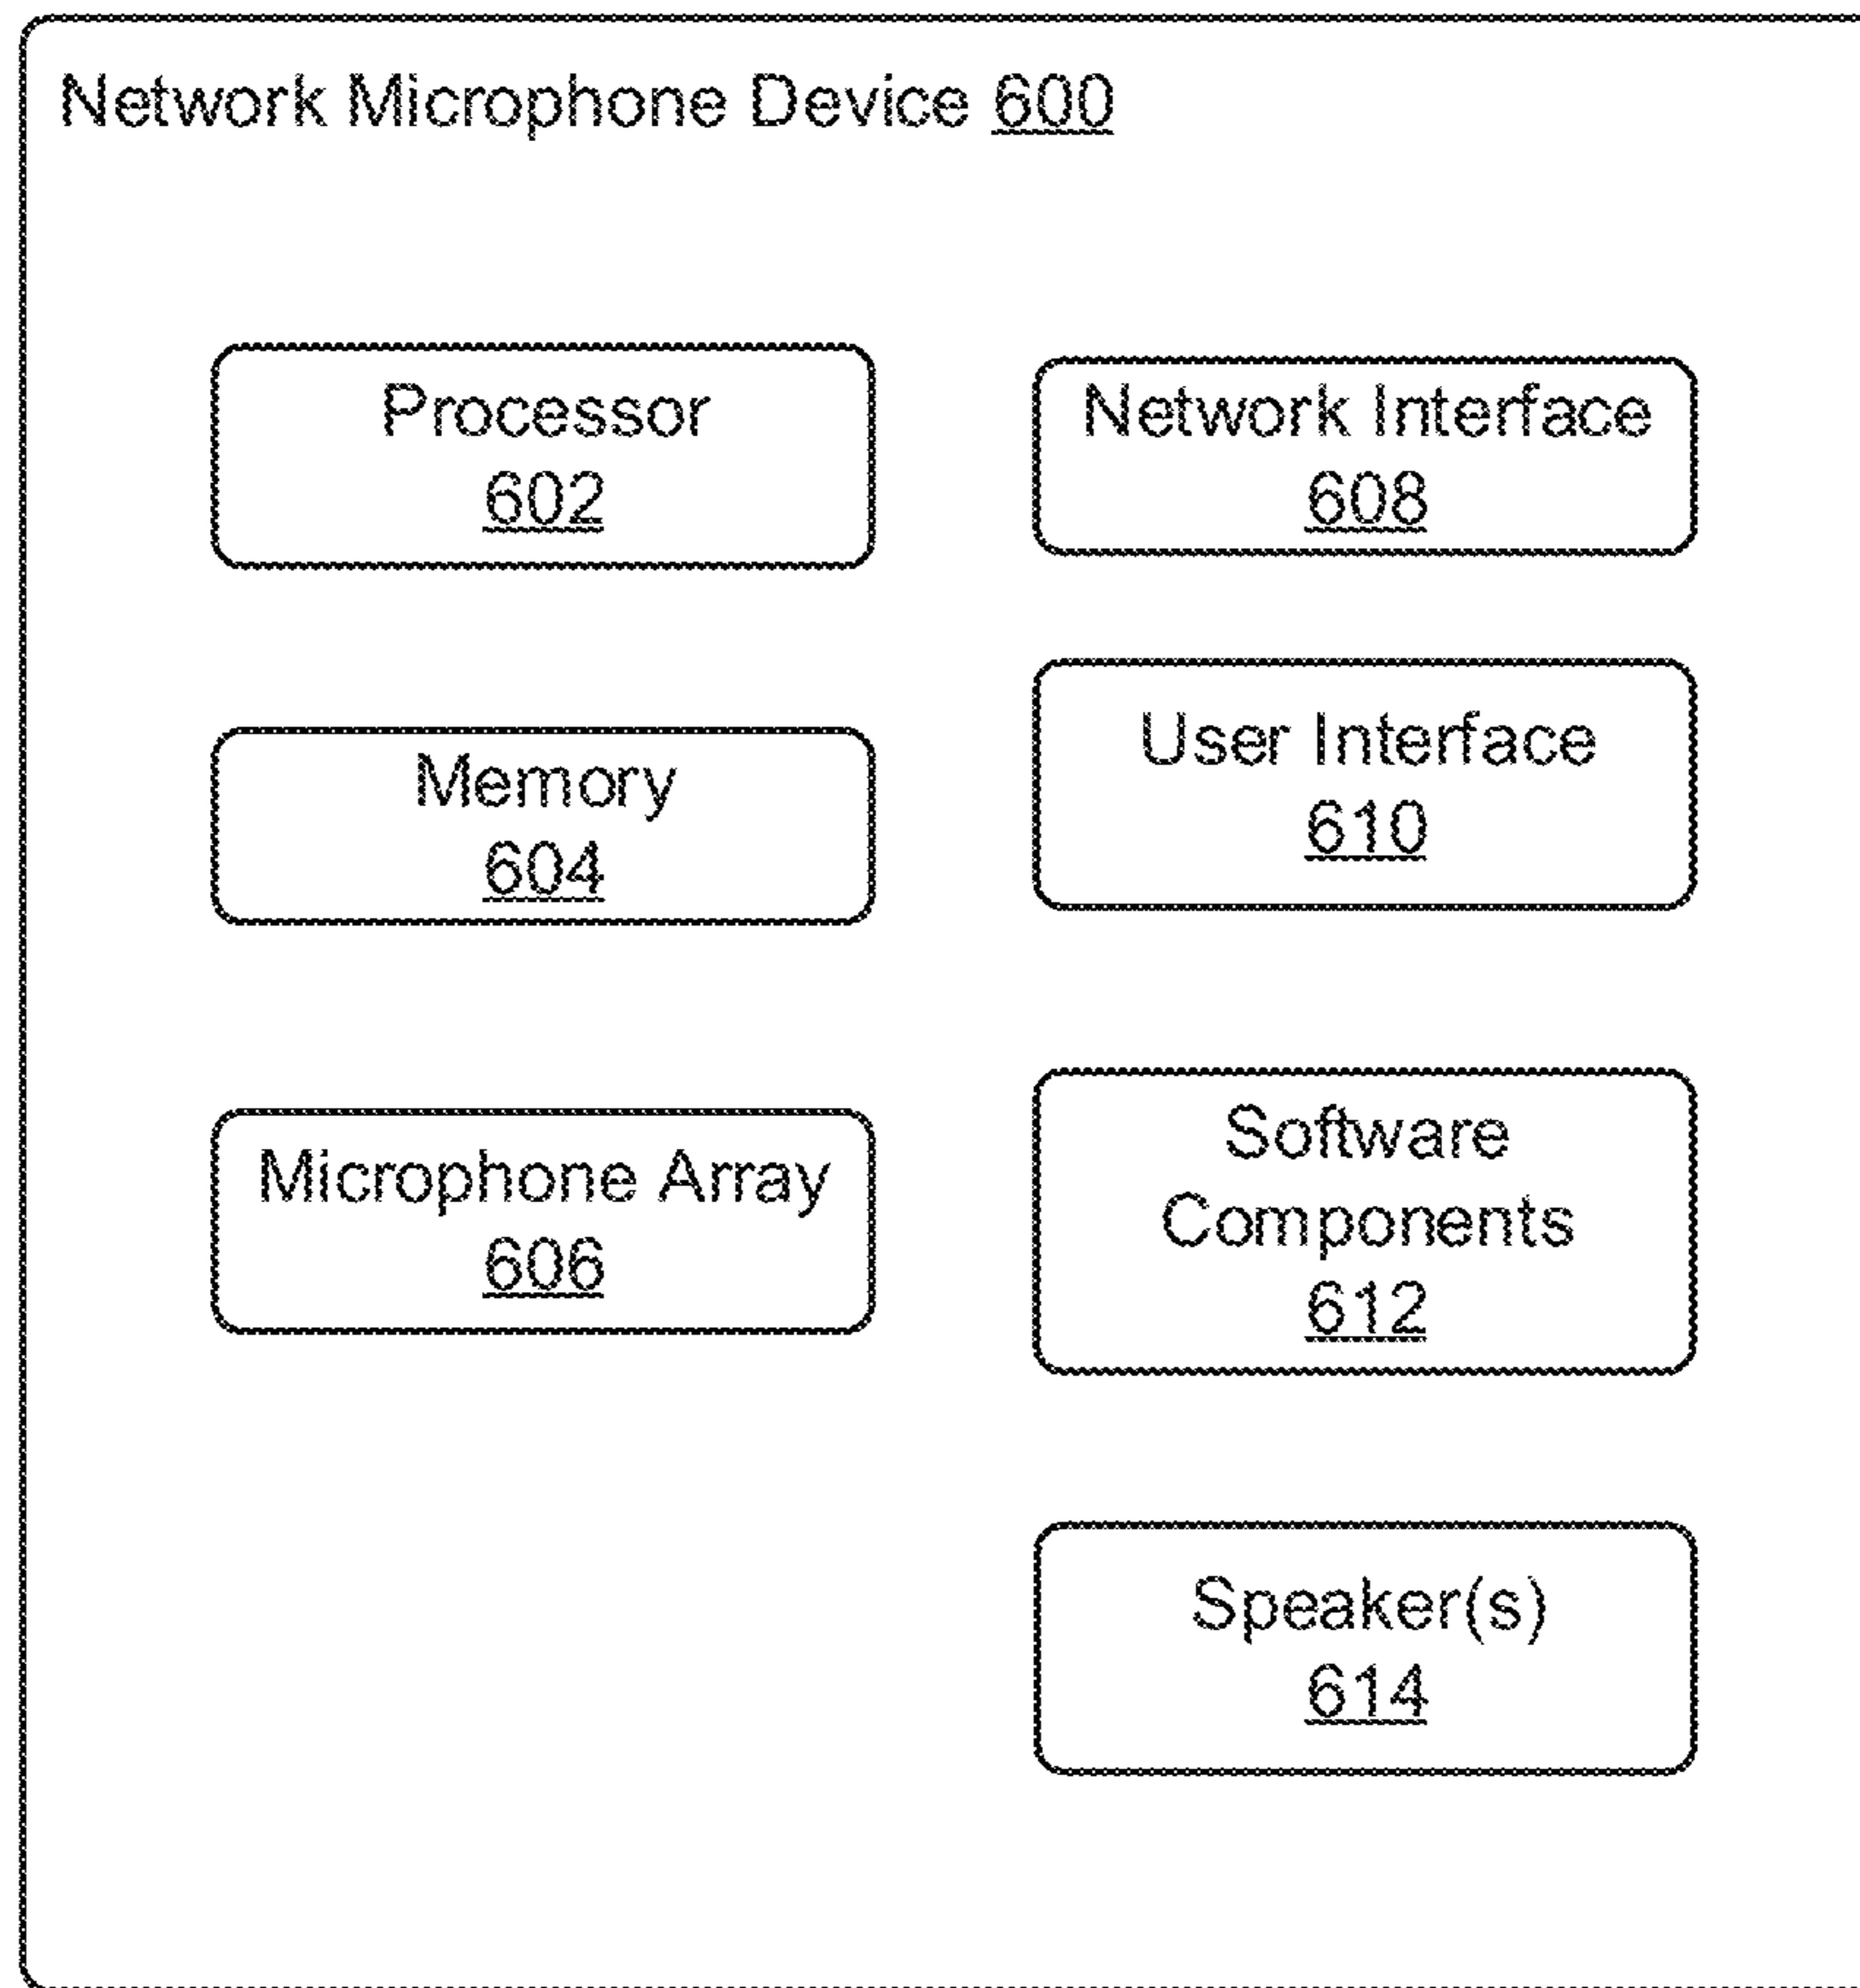 Network Microphone Device 600
Processor
602
Memory
604
Microphone Array
606
Network Interface
608
User Interface
610
Software
Components
612
Speaker(s)
614